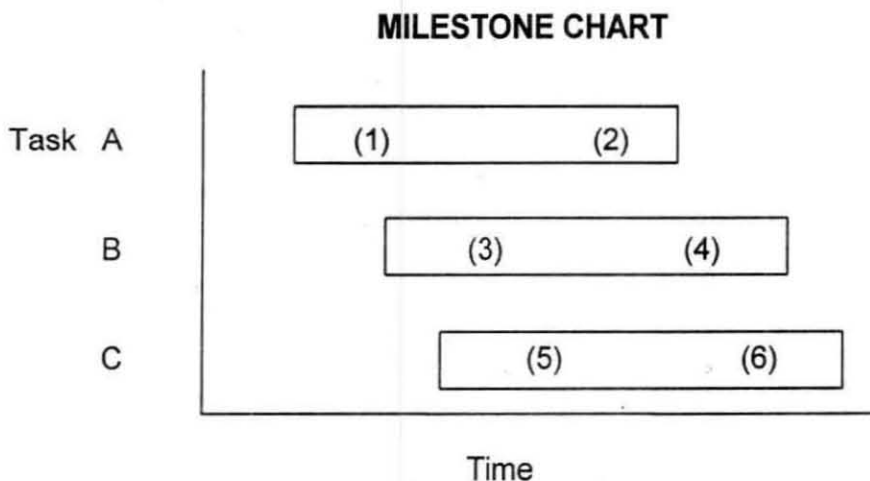 MILESTONE CHART
Task A (1) (2)
B (3) (4)
C (5) (6)
Time